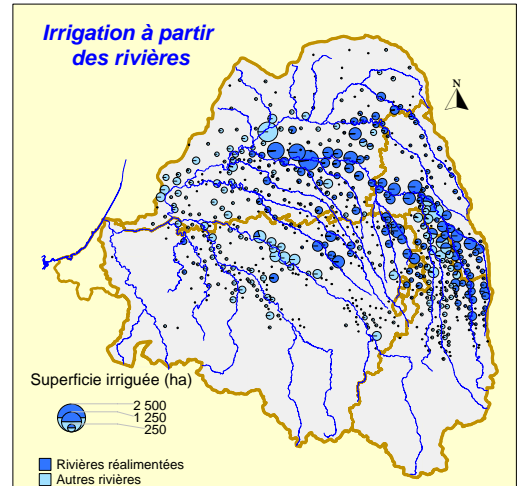 Irrigation à partir
des rivières
N
Superficie irriguée (ha)
2 500
1 250
250
Rivières réalimentées
Autres rivières